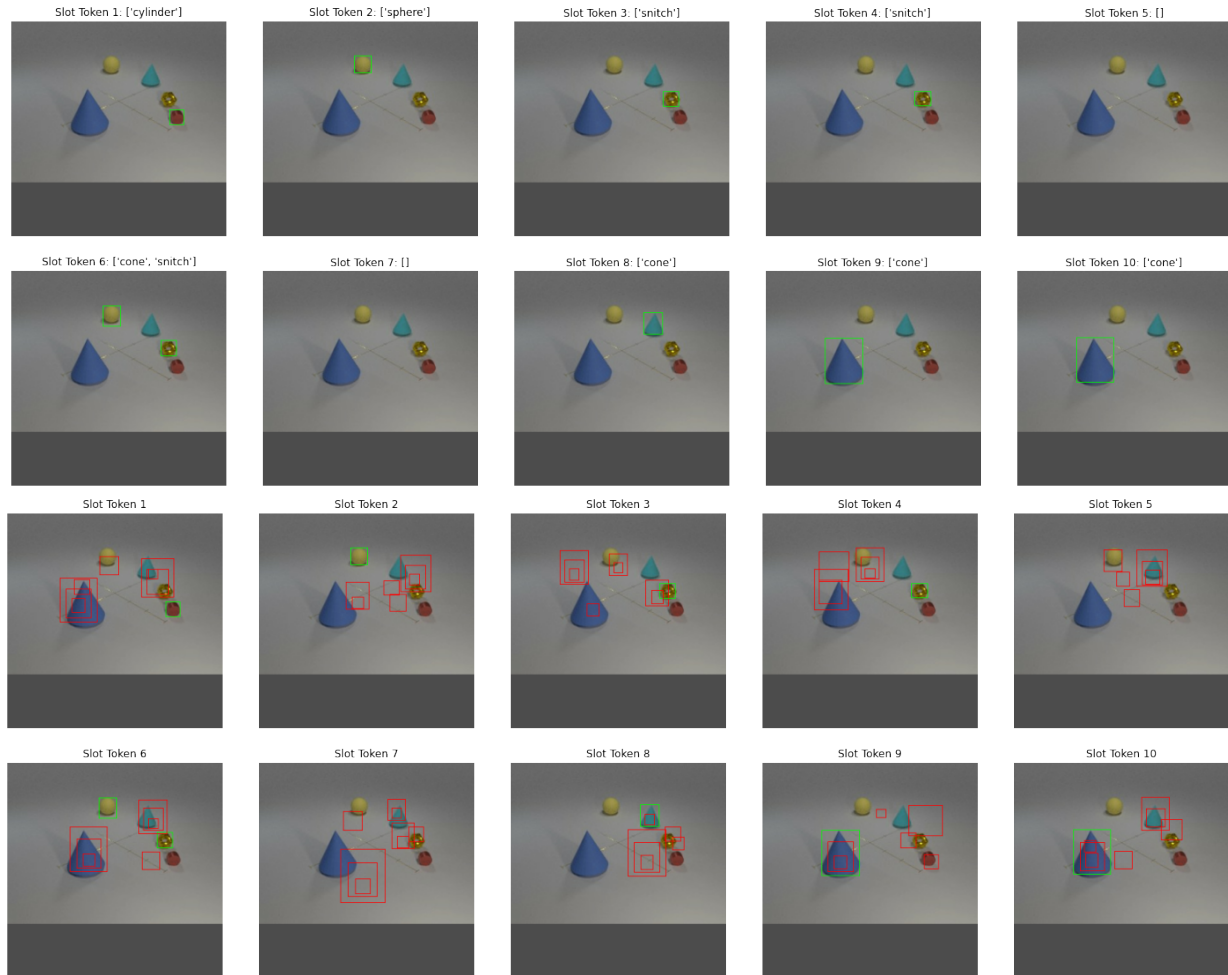 Slot Token 1: ['cylinder']
Slot Token 2: ['sphere']
Slot Token 3: ['snitch']
Slot Token 4: ['snitch']
Slot Token 5: []
Slot Token 6: ['cone', 'snitch']
Slot Token 7: []
Slot Token 8: ['cone']
Slot Token 9: ['cone']
Slot Token 10: ['cone']
Slot Token 1
Slot Token 2
Slot Token 3
Slot Token 4
Slot Token 5
Slot Token 6
Slot Token 7
Slot Token 8
Slot Token 9
Slot Token 10